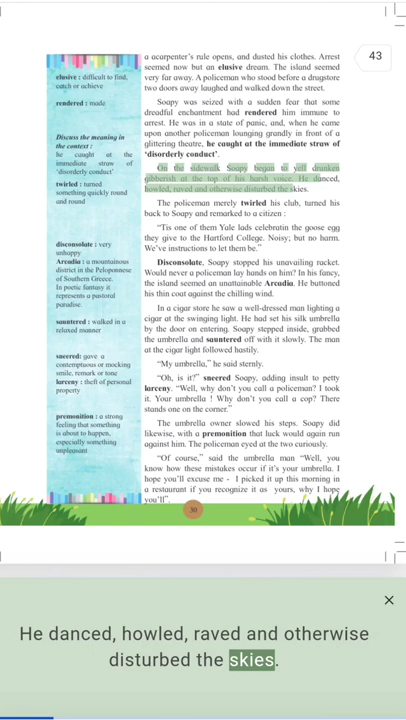 43
a acarpenter's rule opens, and dusted his clothes. Arrest
seemed now but an elusive dream. The island seemed
very far away. A policeman who stood before a drugstore
two doors away laughed and walked down the street.
Soapy was seized with a sudden fear that some
dreadful enchantment had rendered him immune to
arrest. He was in a state of panic, and, when he came
upon another policeman lounging grandly in front of a
glittering theatre, he caught at the immediate straw of
'disorderly conduct'.
On the sidewalk Soapy began to yell drunken
gibberish at the top of his harsh voice. He danced,
howled, raved and otherwise disturbed the skies.
The policeman merely twirled his club, turned his
back to Soapy and remarked to a citizen :
"Tis one of them Yale lads celebratin the goose egg
they give to the Hartford College. Noisy; but no harm.
We've instructions to let them be."
Disconsolate, Soapy stopped his unavailing racket.
Would never a policeman lay hands on him? In his fancy,
the island seemed an unattainable Arcadia. He buttoned
his thin coat against the chilling wind.
In a cigar store he saw a well-dressed man lighting a
cigar at the swinging light. He had set his silk umbrella
by the door on entering. Soapy stepped inside, grabbed
the umbrella and sauntered off with it slowly. The man
at the cigar light followed hastily.
"My umbrella," he said sternly.
"Oh, is it?" sneered Soapy, adding insult to petty
larceny. "Well, why don't you call a policeman? I took
it. Your umbrella ! Why don't you call a cop? There
stands one on the corner."
The umbrella owner slowed his steps. Soapy did
likewise, with a premonition that luck would again run
against him. The policeman eyed at the two curiously.
"Of course," said the umbrella man "Well, you
know how these mistakes occur if it's your umbrella. I
hope you'll excuse me - I picked it up this morning in
a restaurant if you recognize it as yours, why I hope
you'll".
elusive : difficult to find,
catch or achieve
rendered : made
Discuss the meaning in
the context :
he caught at the
immediate straw of
'disorderly conduct'
twirled : turned
something quickly round
and round
disconsolate : very
unhappy
Arcadia : a mountainous
district in the Peloponnese
of Southern Greece.
In poetic fantasy it
represents a pastoral
paradise
sauntered : walked in a
relaxed manner
sneered: gave a
contemptuous or mocking
smile, remark or tone
larceny : theft of personal
property
premonition : a strong
feeling that something
is about to happen,
especially something
unpleasant
30
He danced, howled, raved and otherwise
disturbed the skies.